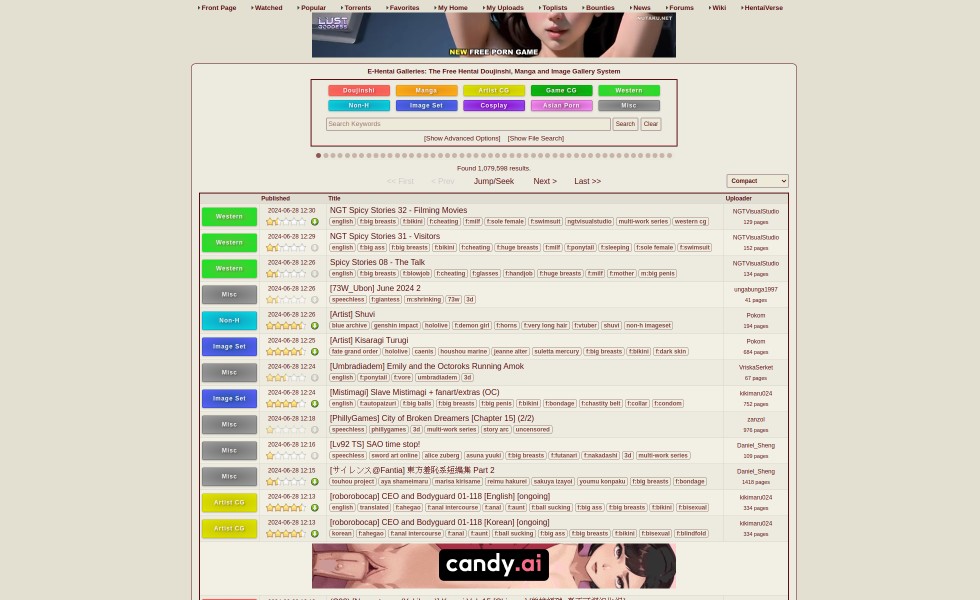 Front Page Watched Popular Torrents Favorites My Home My Uploads Toplists Bounties News Forums Wiki HentaiVerse
LUST GODDESS
NUTAKU.NET
NEW FREE PORN GAME
E-Hentai Galleries: The Free Hentai Doujinshi, Manga and Image Gallery System
Doujinshi Manga Artist CG Game CG Western
Non-H Image Set Cosplay Asian Porn Misc
Search Keywords Search Clear
[Show Advanced Options] [Show File Search]
Found 1,079,598 results.
<< First < Prev Jump/Seek Next > Last >> Compact
Published Title Uploader
Western 2024-06-28 12:30 NGT Spicy Stories 32 - Filming Movies NGTVisualStudio
english f:big breasts f:bikini f:cheating f:milf f:sole female f:swimsuit ngtvisualstudio multi-work series western cg 129 pages
Western 2024-06-28 12:29 NGT Spicy Stories 31 - Visitors NGTVisualStudio
english f:big ass f:big breasts f:bikini f:cheating f:huge breasts f:milf f:ponytail f:sleeping f:sole female f:swimsuit 152 pages
Western 2024-06-28 12:26 Spicy Stories 08 - The Talk NGTVisualStudio
english f:big breasts f:blowjob f:cheating f:glasses f:handjob f:huge breasts f:milf f:mother m:big penis 134 pages
Misc 2024-06-28 12:26 [73W_Ubon] June 2024 2 ungabunga1997
speechless f:giantess m:shrinking 73w 3d 41 pages
Non-H 2024-06-28 12:26 [Artist] Shuvi Pokom
blue archive genshin impact hololive f:demon girl f:horns f:very long hair f:vtuber shuvi non-h imageset 194 pages
Image Set 2024-06-28 12:25 [Artist] Kisaragi Turugi Pokom
fate grand order hololive caenis houshou marine jeanne alter suletta mercury f:big breasts f:bikini f:dark skin 684 pages
Misc 2024-06-28 12:24 [Umbradiadem] Emily and the Octoroks Running Amok VriskaSerket
english f:ponytail f:vore umbradiadem 3d 67 pages
Image Set 2024-06-28 12:24 [Mistimagi] Slave Mistimagi + fanart/extras (OC) kikimaru024
english f:autopaizuri f:big balls f:big breasts f:big penis f:bikini f:bondage f:chastity belt f:collar f:condom 752 pages
Misc 2024-06-28 12:18 [PhillyGames] City of Broken Dreamers [Chapter 15] (2/2) zanzol
speechless phillygames 3d multi-work series story arc uncensored 976 pages
Misc 2024-06-28 12:16 [Lv92 TS] SAO time stop! Daniel_Sheng
speechless sword art online alice zuberg asuna yuuki f:big breasts f:futanari f:nakadashi 3d multi-work series 109 pages
Misc 2024-06-28 12:15 [サイレンス@Fantia] 東方羞恥系短編集 Part 2 Daniel_Sheng
touhou project aya shameimaru marisa kirisame reimu hakurei sakuya izayoi youmu konpaku f:big breasts f:bondage 1418 pages
Artist CG 2024-06-28 12:13 [roborobocap] CEO and Bodyguard 01-118 [English] [ongoing] kikimaru024
english translated f:ahegao f:anal intercourse f:anal f:aunt f:ball sucking f:big ass f:big breasts f:bikini f:bisexual 334 pages
Artist CG 2024-06-28 12:13 [roborobocap] CEO and Bodyguard 01-118 [Korean] [ongoing] kikimaru024
korean f:ahegao f:anal intercourse f:anal f:aunt f:ball sucking f:big ass f:big breasts f:bikini f:bisexual f:blindfold 334 pages
candy.ai